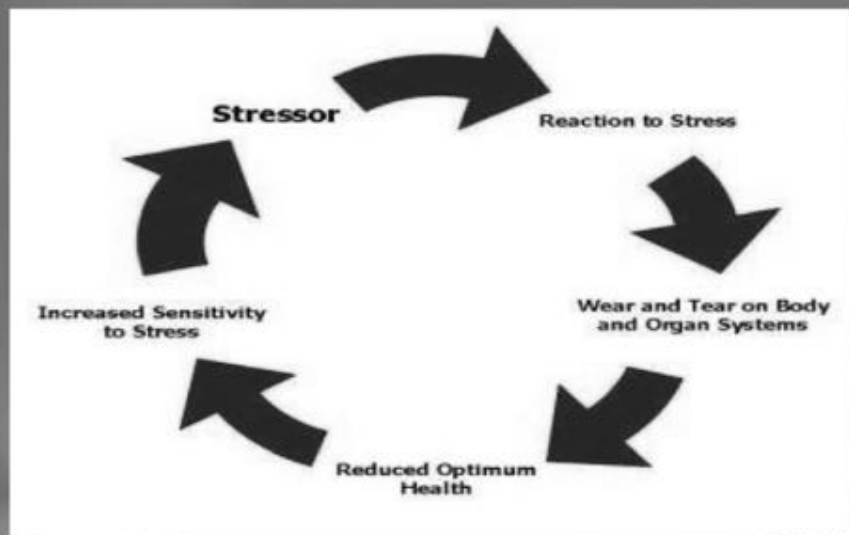 Stressor
Reaction to Stress
Wear and Tear on Body
and Organ Systems
Reduced Optimum
Health
Increased Sensitivity
to Stress